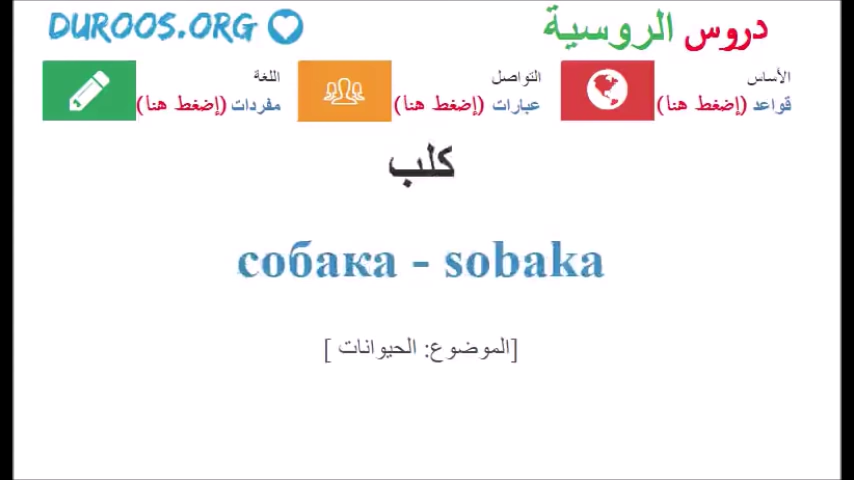 DUROOS.ORG
دروس الروسية
الأساس
قواعد (إضغط هنا)
التواصل
عبارات (إضغط هنا)
اللغة
مفردات (إضغط هنا)
كلب
собака - sobaka
[الموضوع: الحيوانات ]